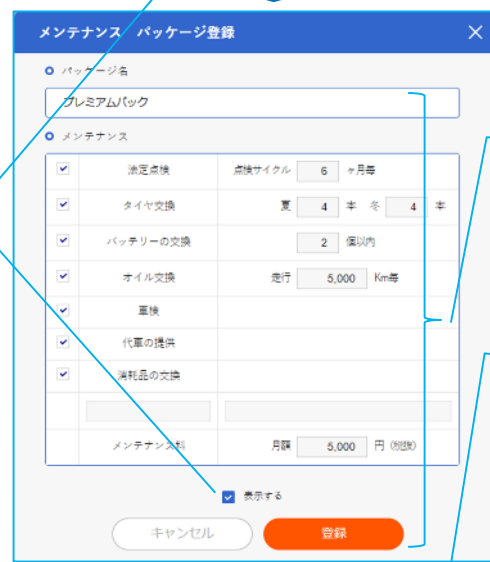 メンテナンス パッケージ登録
パッケージ名
プレミアムパック
メンテナンス
法定点検 点検サイクル 6 ヶ月毎
タイヤ交換 夏 4 本 冬 4 本
バッテリーの交換 2 個以内
オイル交換 走行 5,000 Km毎
車検
代車の提供
消耗品の交換
メンテナンス料 月額 5,000 円 (税抜)
表示する
キャンセル 登録